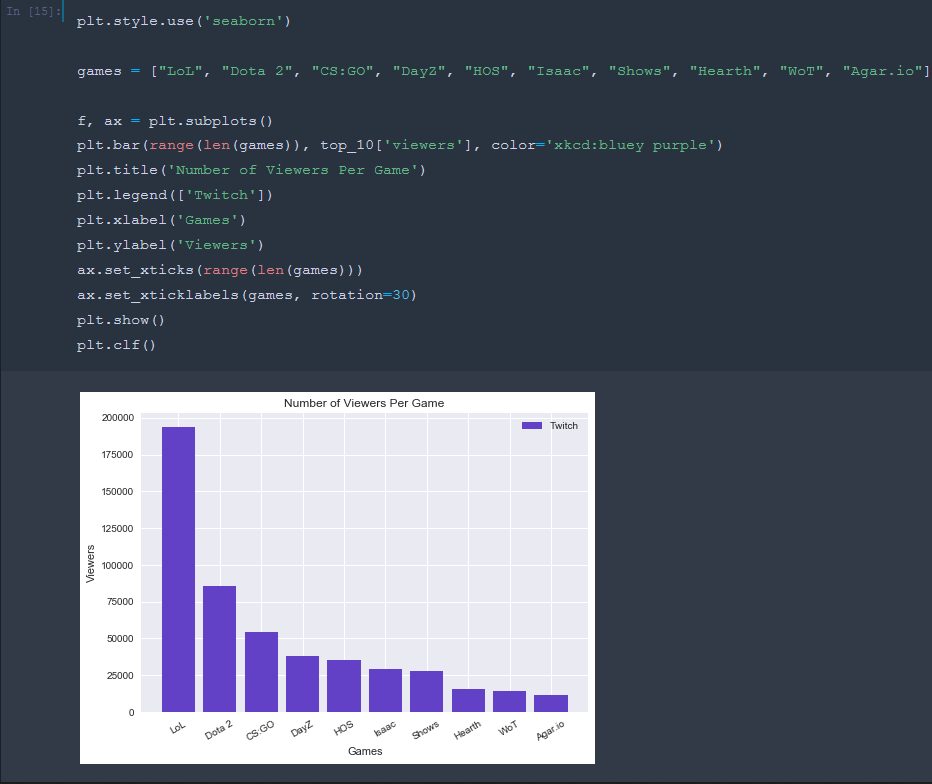 In [15]:
plt.style.use('seaborn')
games = ["LoL", "Dota 2", "CS:GO", "DayZ", "HOS", "Isaac", "Shows", "Hearth", "WoT", "Agar.io"]
f, ax = plt.subplots()
plt.bar(range(len(games)), top_10['viewers'], color='xkcd:bluey purple')
plt.title('Number of Viewers Per Game')
plt.legend(['Twitch'])
plt.xlabel('Games')
plt.ylabel('Viewers')
ax.set_xticks(range(len(games)))
ax.set_xticklabels(games, rotation=30)
plt.show()
plt.clf()
Number of Viewers Per Game
Twitch
Viewers
200000
175000
150000
125000
100000
75000
50000
25000
0
LoL Dota 2 CS:GO DayZ HOS Isaac Shows Hearth WoT Agar.io
Games